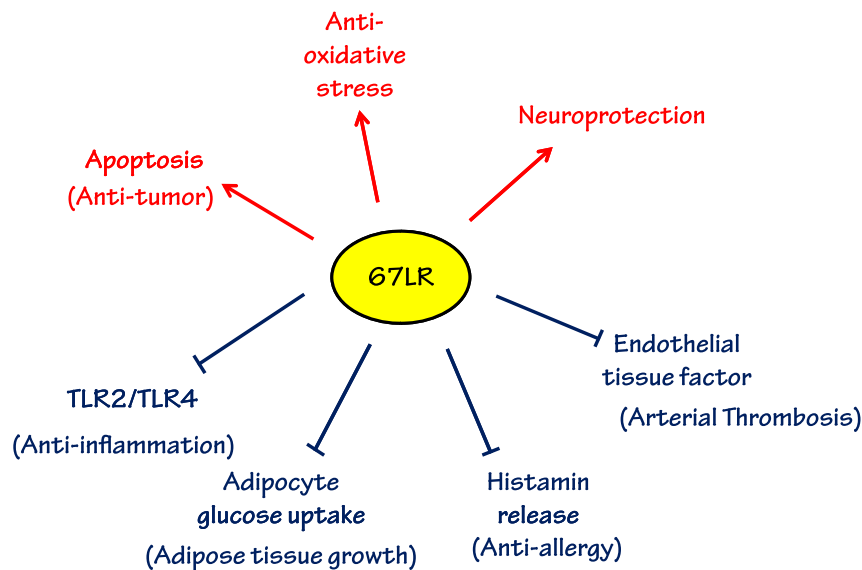 Anti-
oxidative
stress
Neuroprotection
Apoptosis
(Anti-tumor)
67LR
Endothelial
tissue factor
(Arterial Thrombosis)
TLR2/TLR4
(Anti-inflammation)
Adipocyte
glucose uptake
(Adipose tissue growth)
Histamin
release
(Anti-allergy)